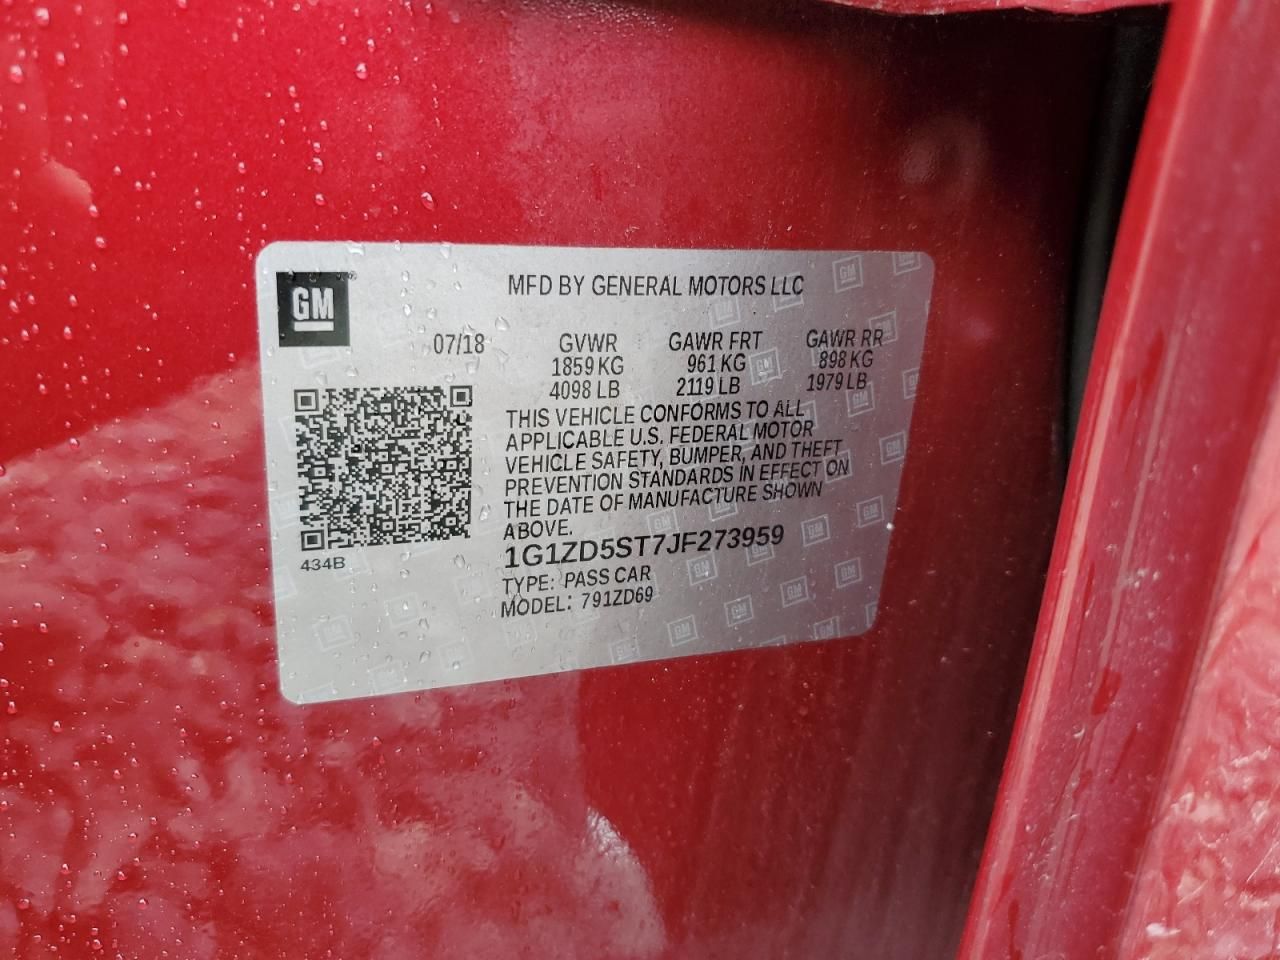 MFD BY GENERAL MOTORS LLC
GM
07/18 GVWR GAWR FRT GAWR RR
1859 KG 961 KG 898 KG
4098 LB 2119 LB 1979 LB
THIS VEHICLE CONFORMS TO ALL
APPLICABLE U.S. FEDERAL MOTOR
VEHICLE SAFETY, BUMPER, AND THEFT
PREVENTION STANDARDS IN EFFECT ON
THE DATE OF MANUFACTURE SHOWN
ABOVE.
434B
1G1ZD5ST7JF273959
TYPE: PASS CAR
MODEL: 791ZD69